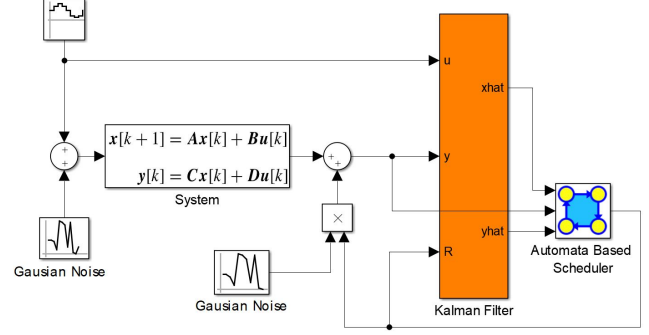 u
xhat
x[k + 1] = Ax[k] + Bu[k]
y[k] = Cx[k] + Du[k]
System
+
+
+
+
y
×
yhat
R
Gausian Noise
Gausian Noise
Automata Based
Scheduler
Kalman Filter